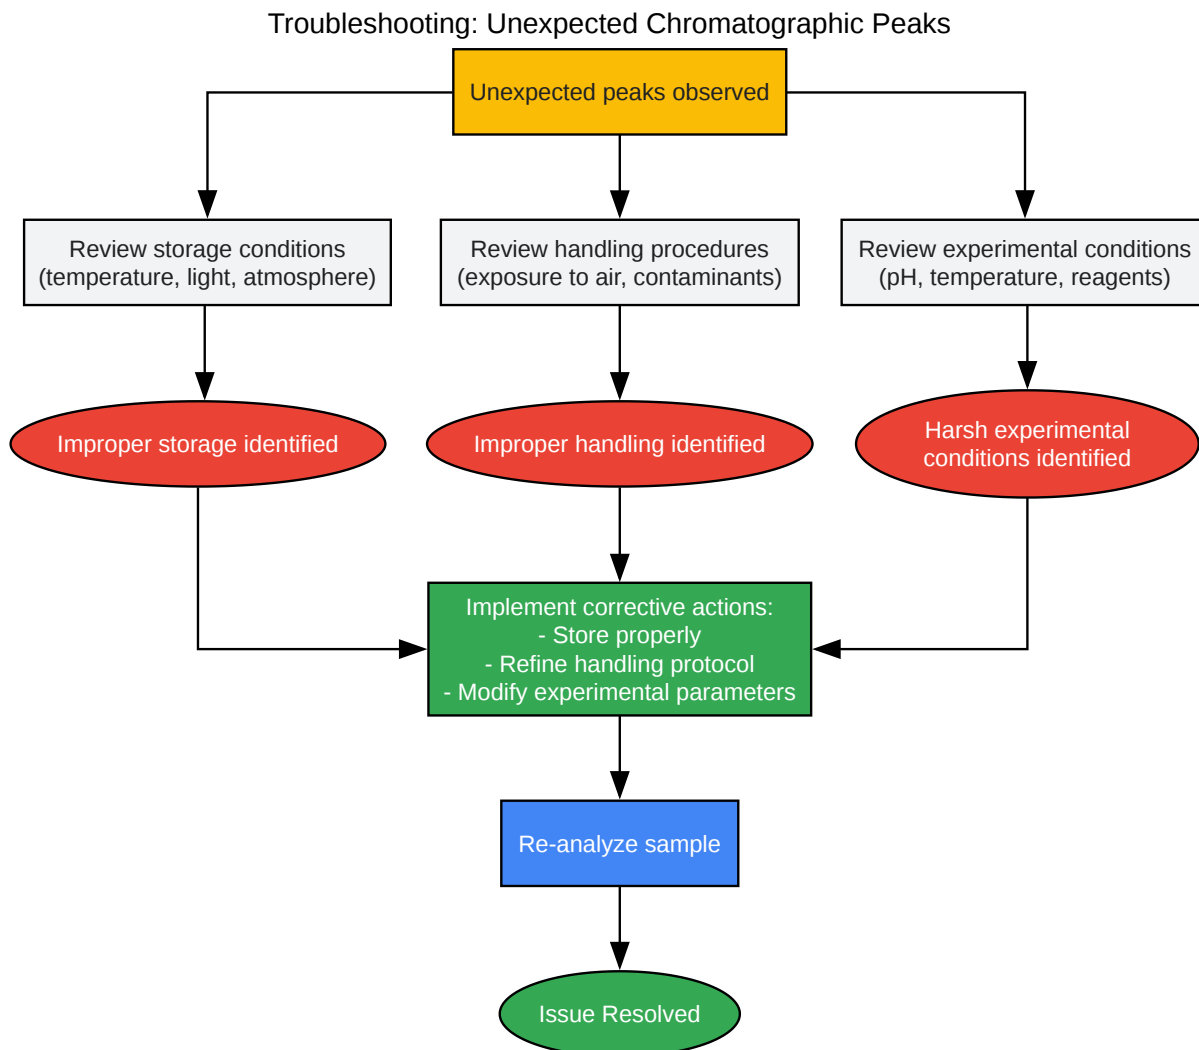 Troubleshooting: Unexpected Chromatographic Peaks
Unexpected peaks observed
Review storage conditions
(temperature, light, atmosphere)
Review handling procedures
(exposure to air, contaminants)
Review experimental conditions
(pH, temperature, reagents)
Improper storage identified
Improper handling identified
Harsh experimental
conditions identified
Implement corrective actions:
- Store properly
- Refine handling protocol
- Modify experimental parameters
Re-analyze sample
Issue Resolved